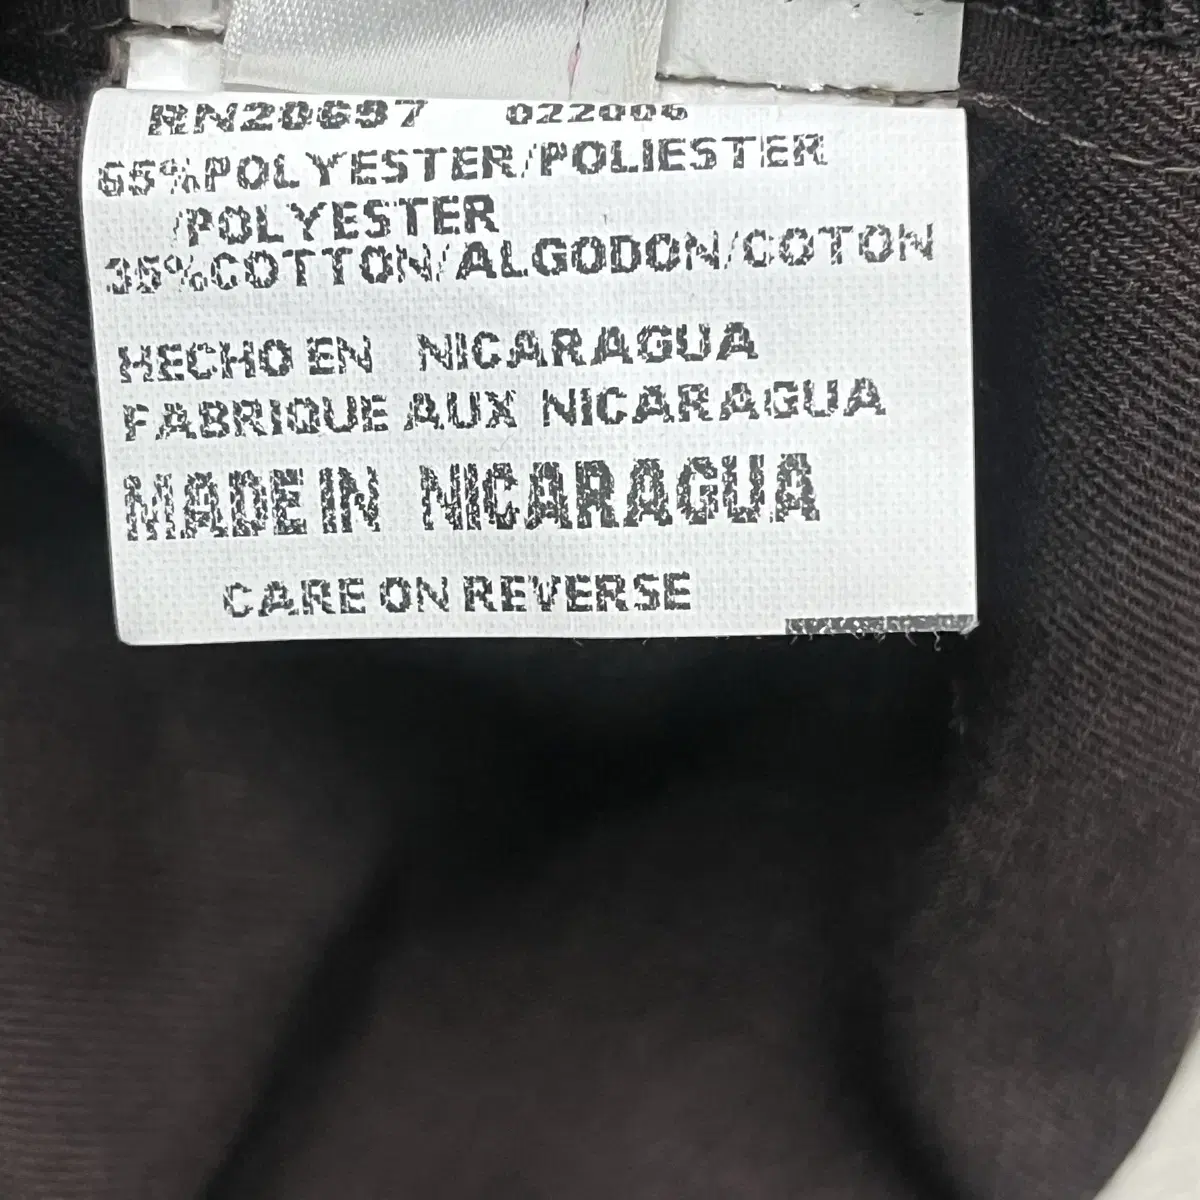 RN20697 022006
65%POLYESTER/POLIESTER
/POLYESTER
35%COTTON/ALGODON/COTON
HECHO EN NICARAGUA
FABRIQUE AUX NICARAGUA
MADE IN NICARAGUA
CARE ON REVERSE